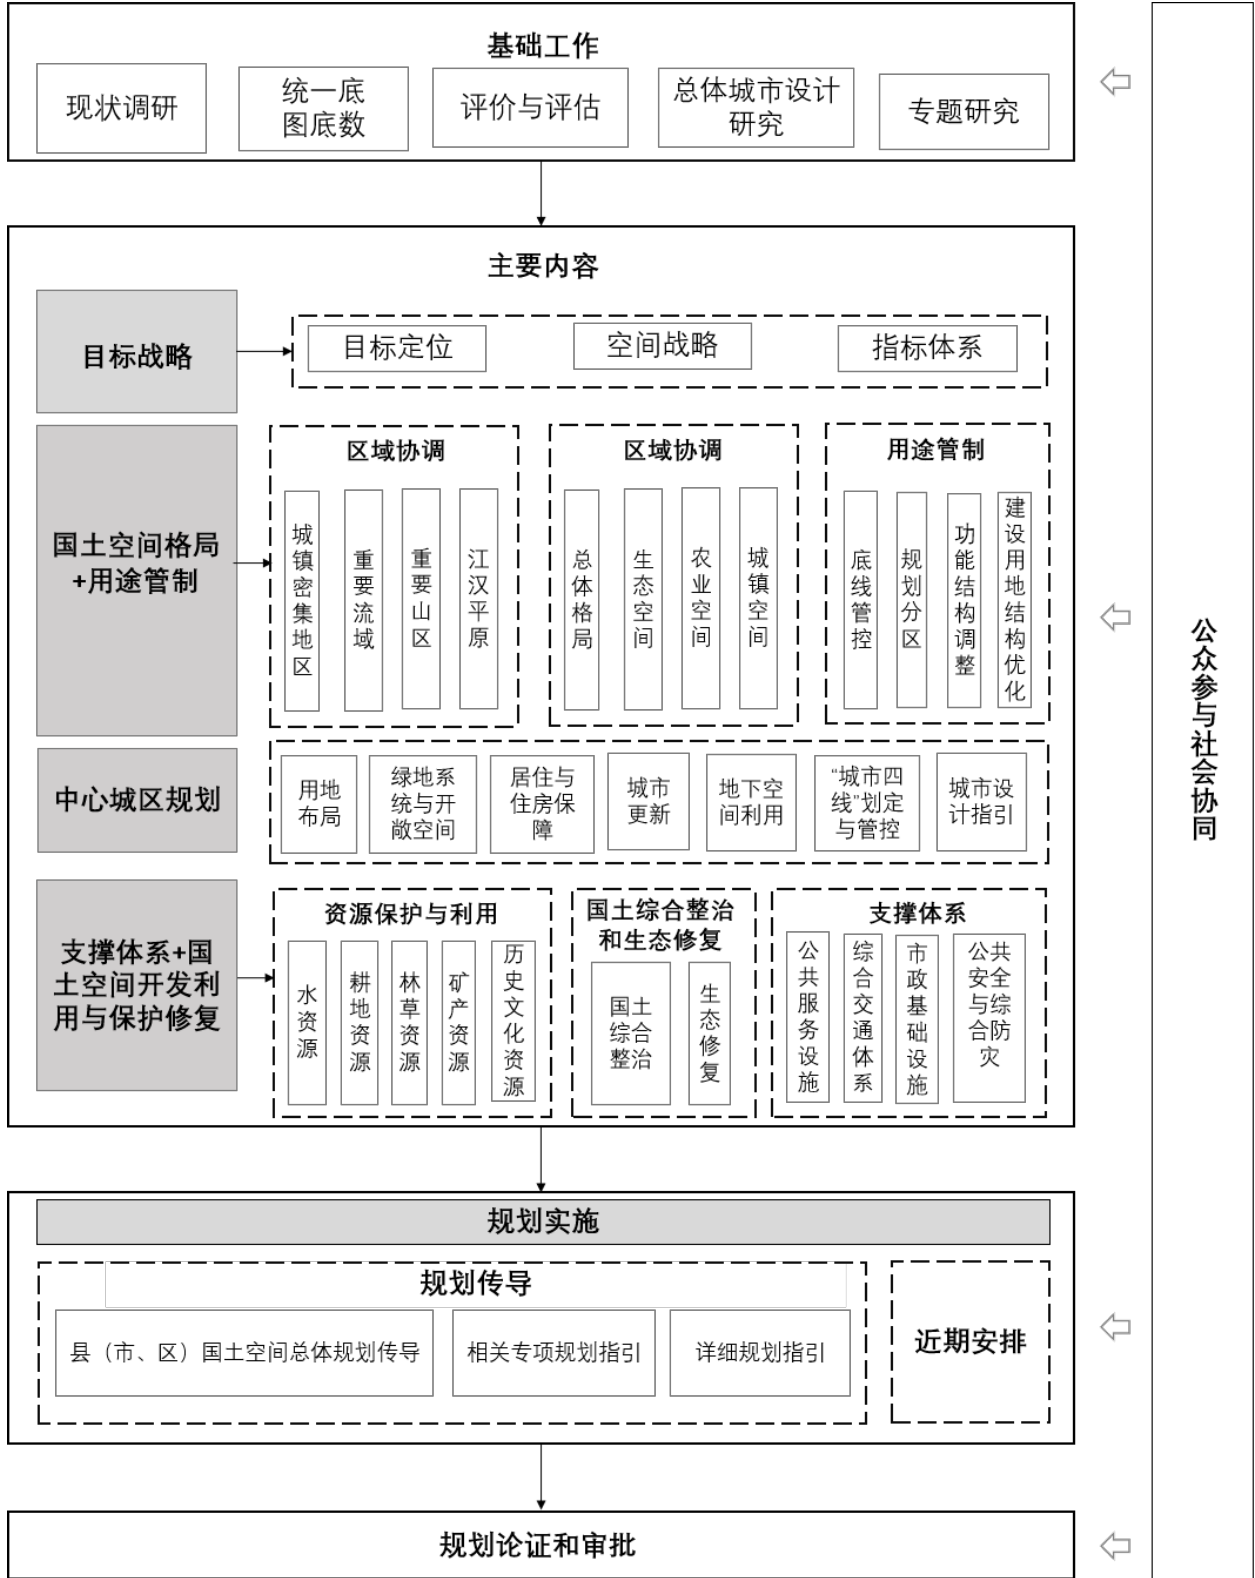 基础工作
现状调研
统一底
图底数
评价与评估
总体城市设计
研究
专题研究
主要内容
目标战略
目标定位
空间战略
指标体系
国土空间格局
+用途管制
区域协调
城镇密集地区
重要流域
重要山区
江汉平原
区域协调
总体格局
生态空间
农业空间
城镇空间
用途管制
底线管控
规划分区
功能结构调整
建设用地结构优化
中心城区规划
用地
布局
绿地系
统与开
敞空间
居住与
住房保
障
城市
更新
地下空
间利用
“城市四
线”划定
与管控
城市设
计指引
支撑体系+国
土空间开发利
用与保护修复
资源保护与利用
水资源
耕地资源
林草资源
矿产资源
历史文化资源
国土综合整治
和生态修复
国土
综合
整治
生态修复
支撑体系
公共服务设施
综合交通体系
市政基础设施
公共
安全
与综
合防
灾
规划实施
规划传导
县（市、区）国土空间总体规划传导
相关专项规划指引
详细规划指引
近期安排
规划论证和审批
公众参与社会协同